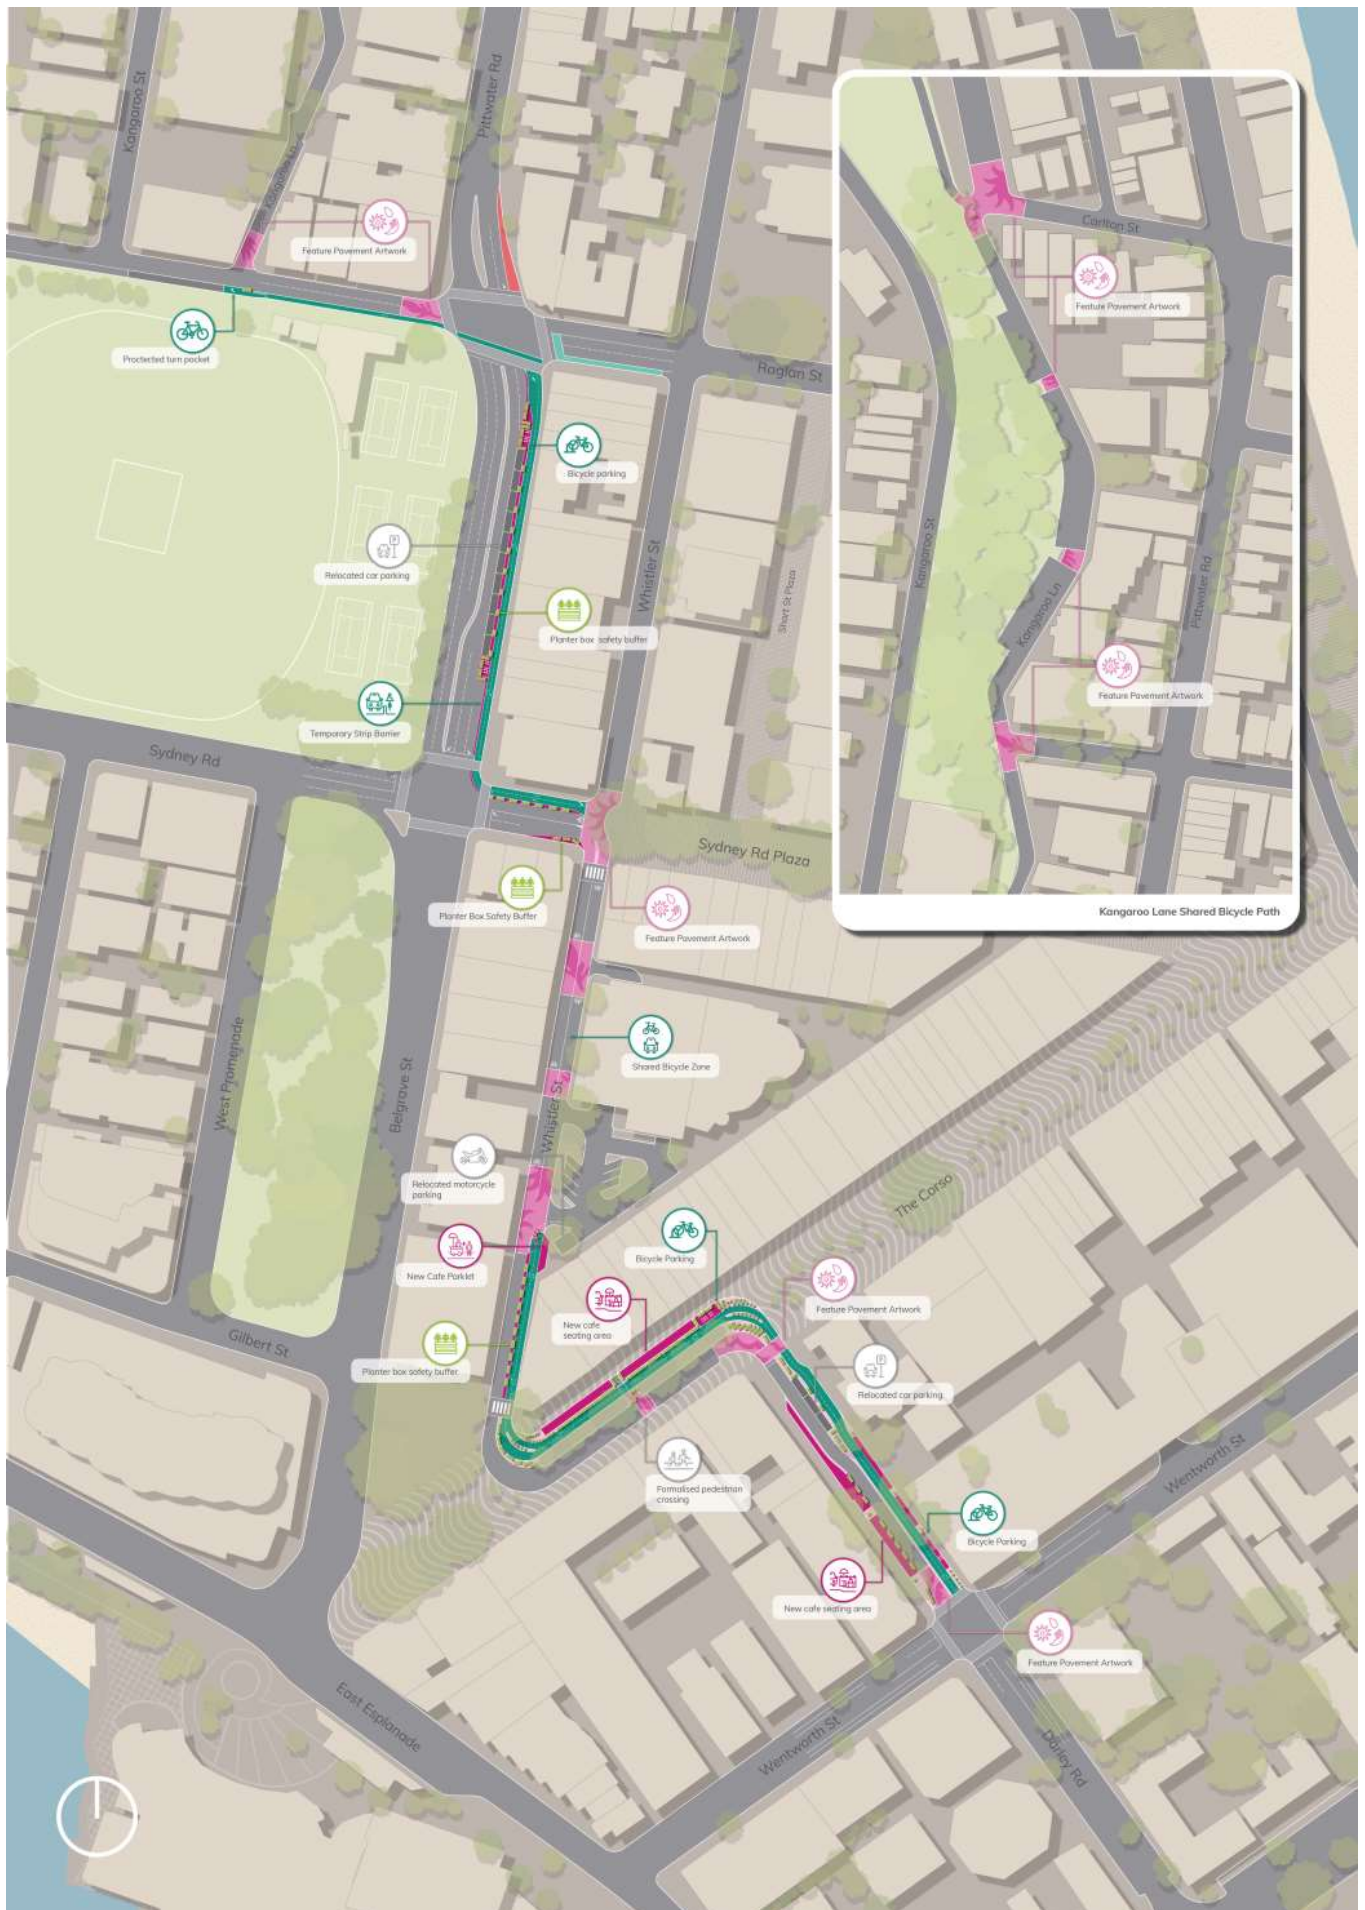 Kangaroo St
Pittwater Rd
Kangaroo Ln
Feature Pavement Artwork
Proctected turn pocket
Raglan St
Bicycle parking
Relocated car parking
Whistler St
Short St Plaza
Planter box safety buffer
Temporary Strip Barrier
Sydney Rd
Sydney Rd Plaza
Planter Box Safety Buffer
Feature Pavement Artwork
Carlton St
Feature Pavement Artwork
Kangaroo St
Kangaroo Ln
Pittwater Rd
Feature Pavement Artwork
Kangaroo Lane Shared Bicycle Path
West Promenade
Belgrave St
Shared Bicycle Zone
Whistler St
Relocated motorcycle
parking
The Corso
New Cafe Parklet
Bicycle Parking
New cafe
seating area
Feature Pavement Artwork
Gilbert St
Planter box safety buffer
Relocated car parking
Formalised pedestrian
crossing
Wentworth St
Bicycle Parking
New cafe seating area
Feature Pavement Artwork
East Esplanade
Wentworth St
Darley Rd